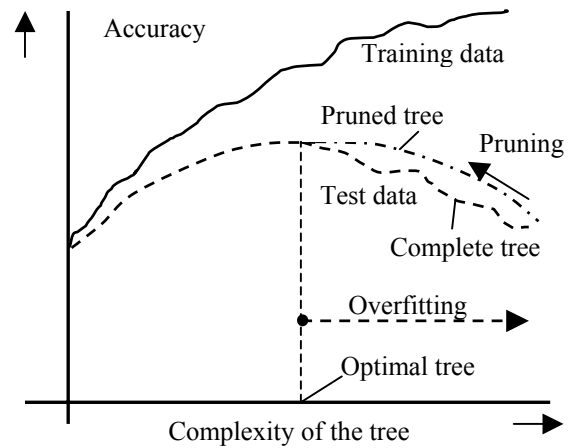 Accuracy
Training data
Pruned tree
Pruning
Test data
Complete tree
Overfitting
Optimal tree
Complexity of the tree